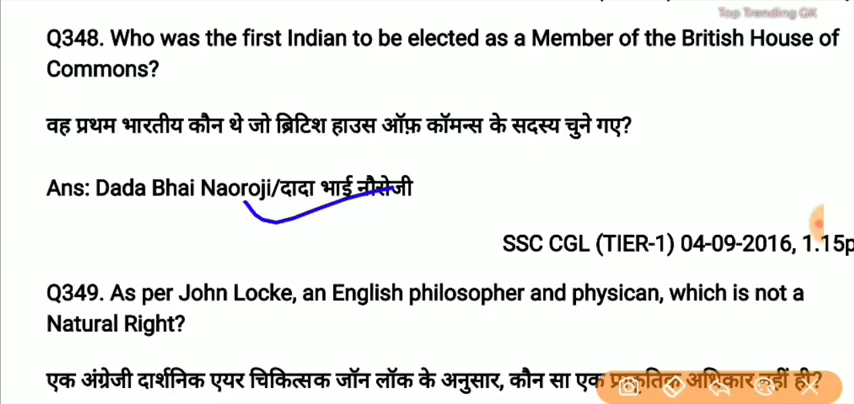 Top Trending GK
Q348. Who was the first Indian to be elected as a Member of the British House of
Commons?
वह प्रथम भारतीय कौन थे जो ब्रिटिश हाउस ऑफ़ कॉमन्स के सदस्य चुने गए?
Ans: Dada Bhai Naoroji/दादा भाई नौरोजी
SSC CGL (TIER-1) 04-09-2016, 1.15p
Q349. As per John Locke, an English philosopher and physican, which is not a
Natural Right?
एक अंग्रेजी दार्शनिक एयर चिकित्सक जॉन लॉक के अनुसार, कौन सा एक प्राकृतिक अधिकार नहीं ही?